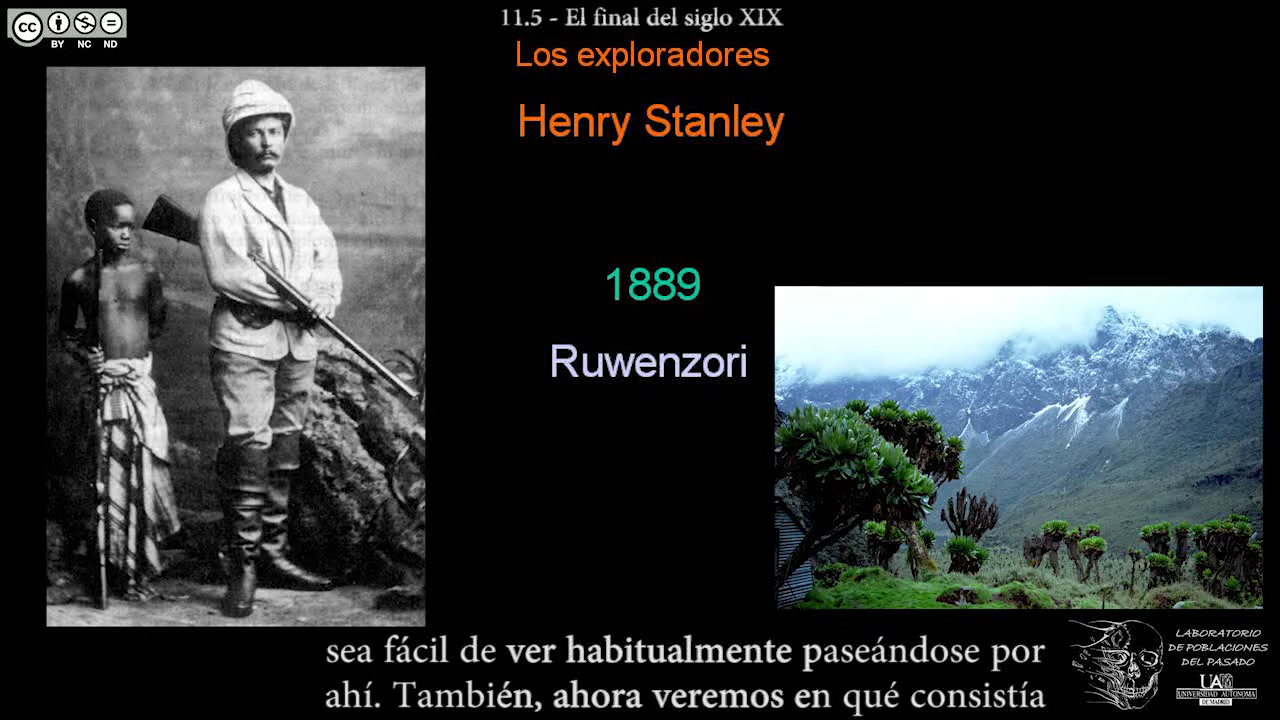 11.5 - El final del siglo XIX
Los exploradores
Henry Stanley
1889
Ruwenzori
sea fácil de ver habitualmente paseándose por
ahí. También, ahora veremos en qué consistía
cc
BY NC ND
LABORATORIO
DE POBLACIONES
DEL PASADO
UAM
UNIVERSIDAD AUTONOMA
DE MADRID